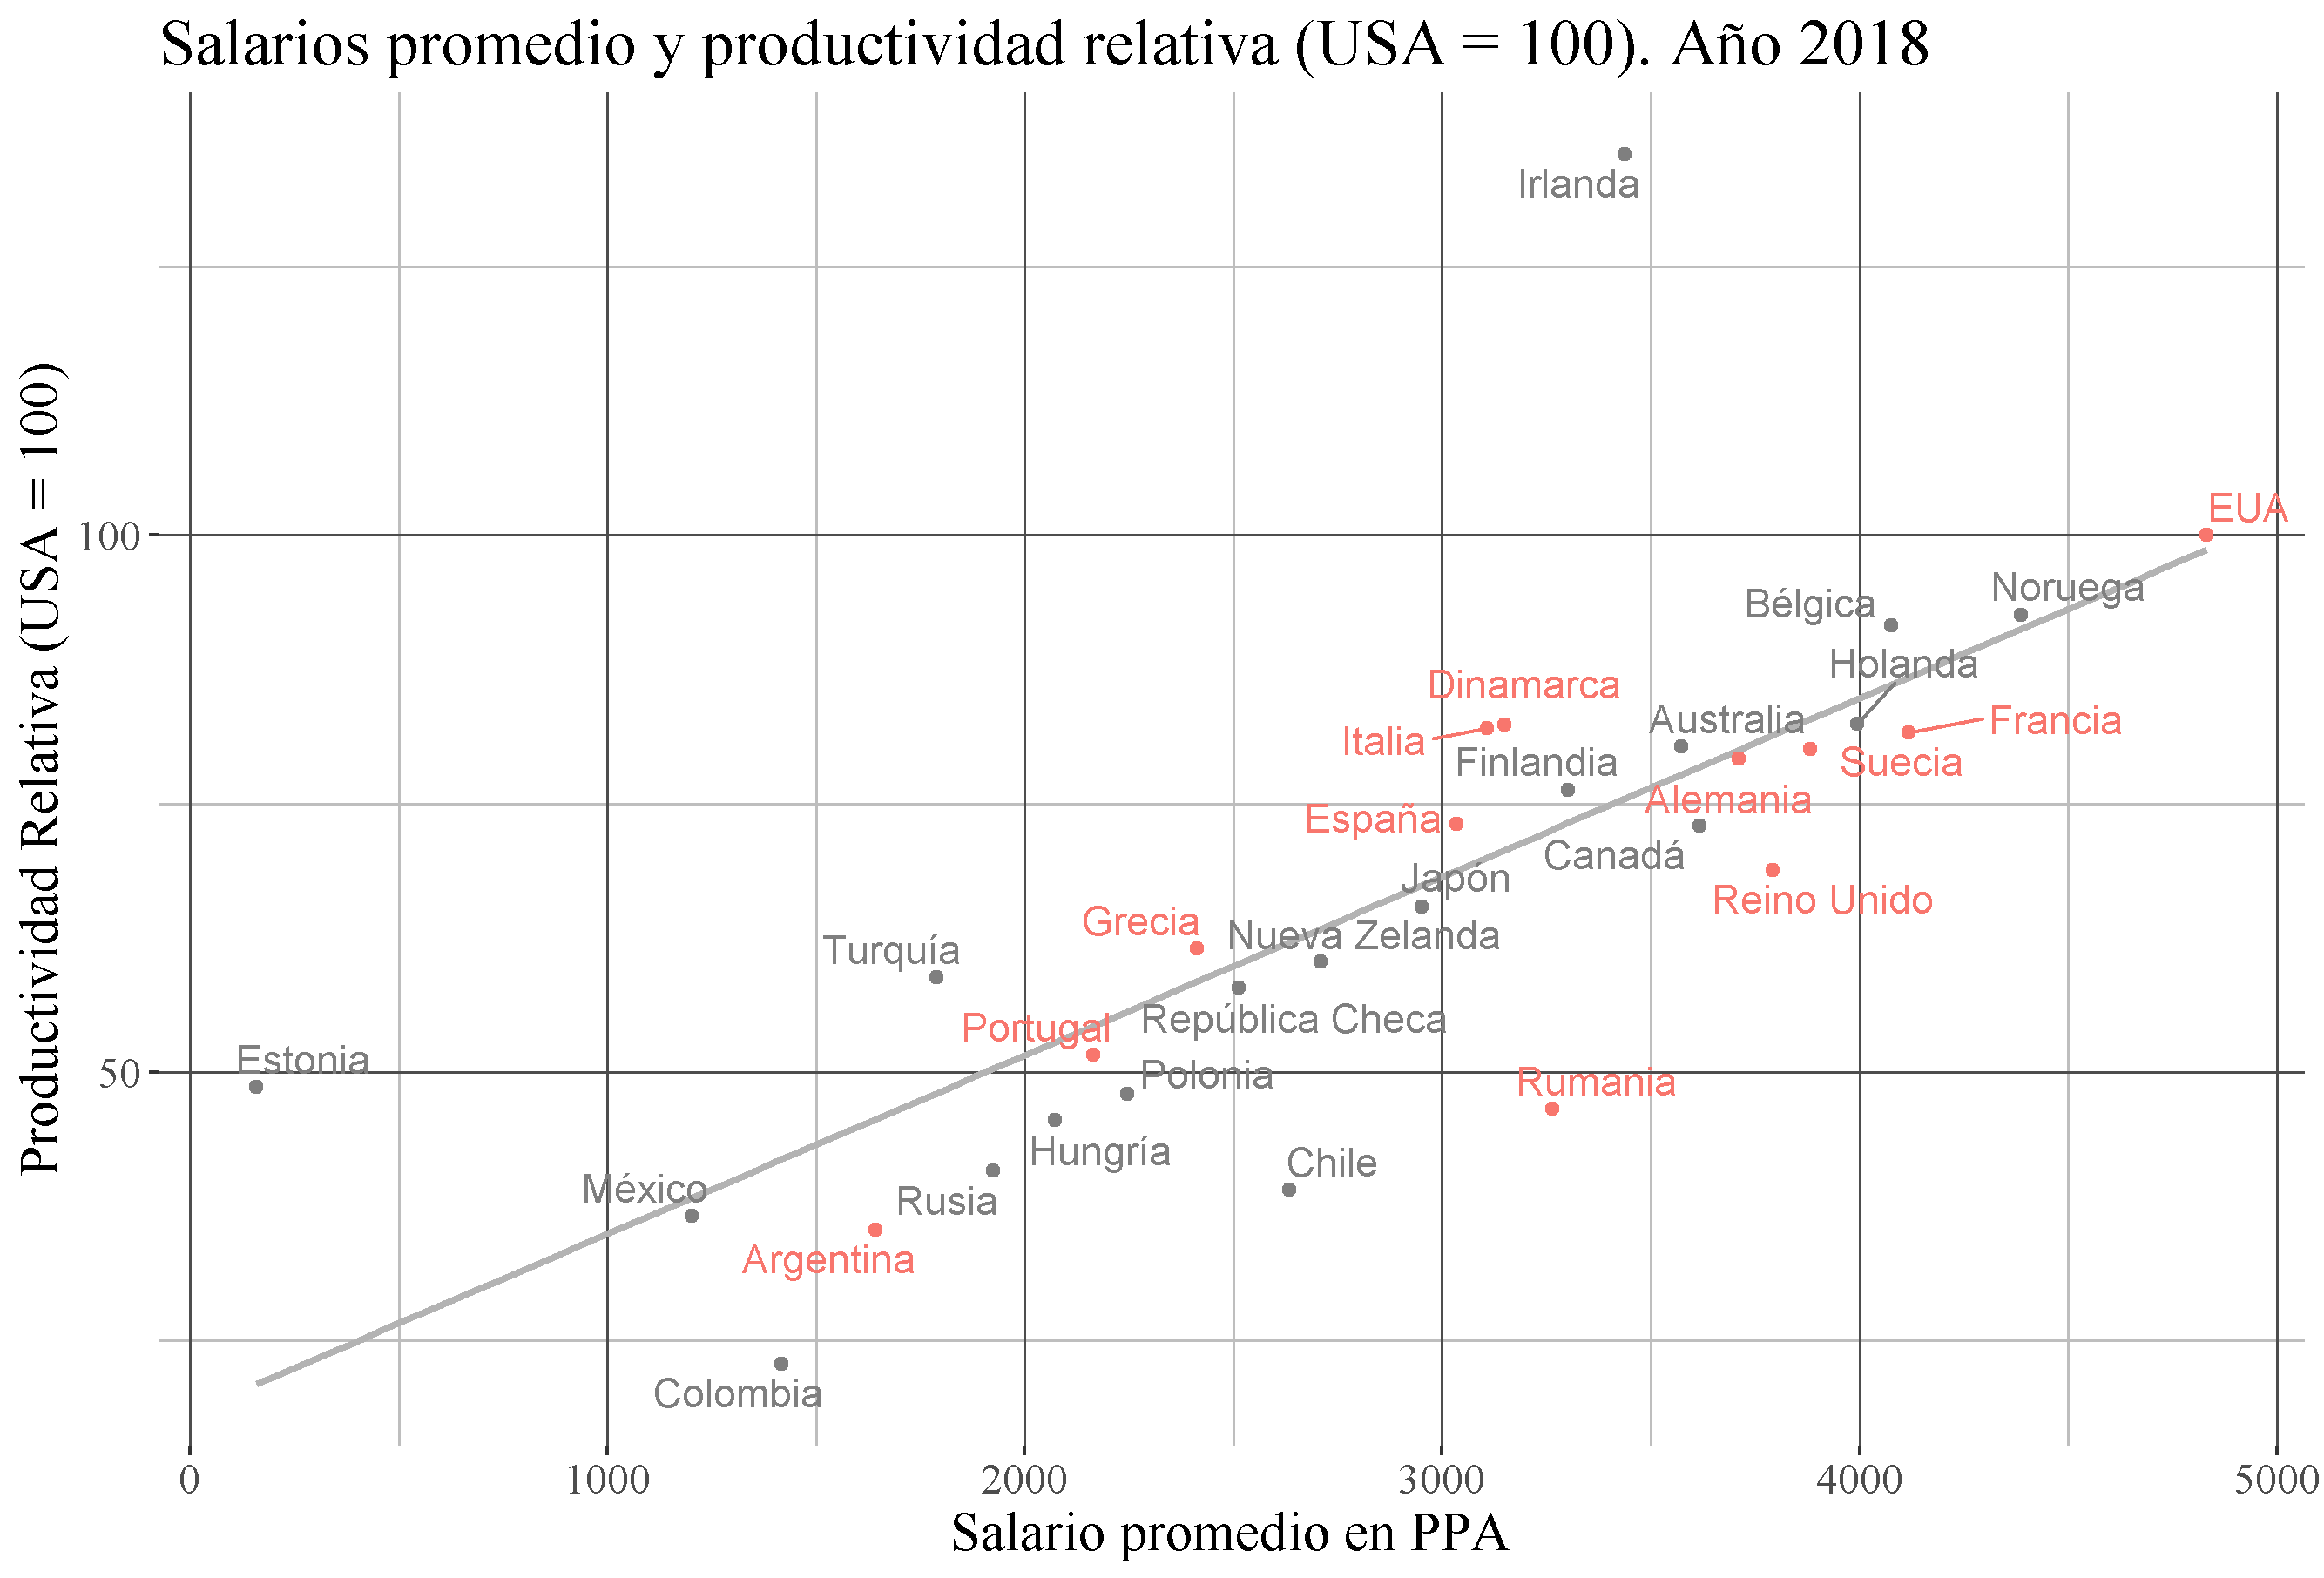 Salarios promedio y productividad relativa (USA = 100). Año 2018
Productividad Relativa (USA = 100)
100
50
Irlanda
EUA
Noruega
Bélgica
Holanda
Dinamarca
Australia
Francia
Italia
Finlandia
Suecia
Alemania
España
Canadá
Japón
Reino Unido
Grecia
Nueva Zelanda
Turquía
República Checa
Portugal
Estonia
Polonia
Rumania
Hungría
Chile
México
Rusia
Argentina
Colombia
0 1000 2000 3000 4000 5000
Salario promedio en PPA